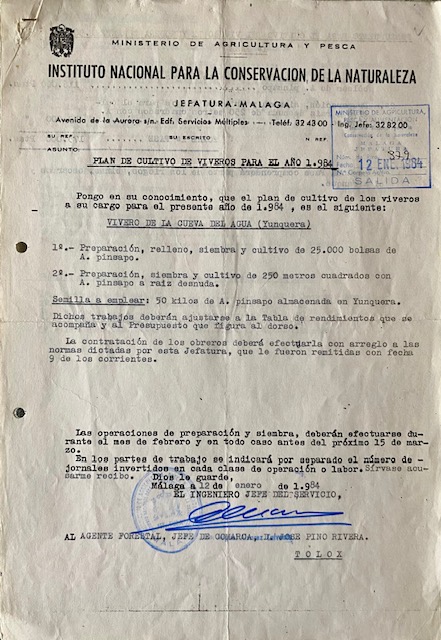 MINISTERIO DE AGRICULTURA Y PESCA
INSTITUTO NACIONAL PARA LA CONSERVACION DE LA NATURALEZA
JEFATURA-MALAGA
Avenida de la Aurora s/n. Edf. Servicios Múltiples --- Teléf. 32 43 00 - Ing. Jefe: 32 82 00
SU REF. SU ESCRITO N REF.
ASUNTO:
MINISTERIO DE AGRICULTURA,
MALAGA
Núm. 874
Fecha 12 ENE. 1984
SALIDA
PLAN DE CULTIVO DE VIVEROS PARA EL AÑO 1.984
Pongo en su conocimiento, que el plan de cultivo de los viveros
a su cargo para el presente año de 1.984 , es al siguiente:
VIVERO DE LA CUEVA DEL AGUA (Yunquera)
1º.- Preparación, relleno, siembra y cultivo de 25.000 bolsas de
A. pinsapo.
2º.- Preparación, siembra y cultivo de 250 metros cuadrados con
A. pinsapo a raiz desnuda.
Semilla a emplear: 50 kilos de A. pinsapo almacenada en Yunquera.
Dichos trabajos deberán ajustarse a la Tabla de rendimientos que se
acompaña y al Presupuesto que figura al dorso.
La contratación de los obreros deberá efectuarla con arreglo a las
normas dictadas por esta Jefatura, que le fueron remitidas con fecha
9 de los corrientes.
Las operaciones de preparación y siembra, deberán efectuarse du-
rante el mes de febrero y en todo caso antes del próximo 15 de mar-
zo.
En los partes de trabajo se indicará por separado el número de -
jornales invertidos en cada clase de operación o labor. Sírvase acu-
sarme recibo. Dios le guarde,
Málaga a 12 de enero de 1.984
EL INGENIERO JEFE DEL SERVICIO,
AL AGENTE FORESTAL, JEFE DE COMARCA, D. JOSE PINO RIVERA.
TOLOX